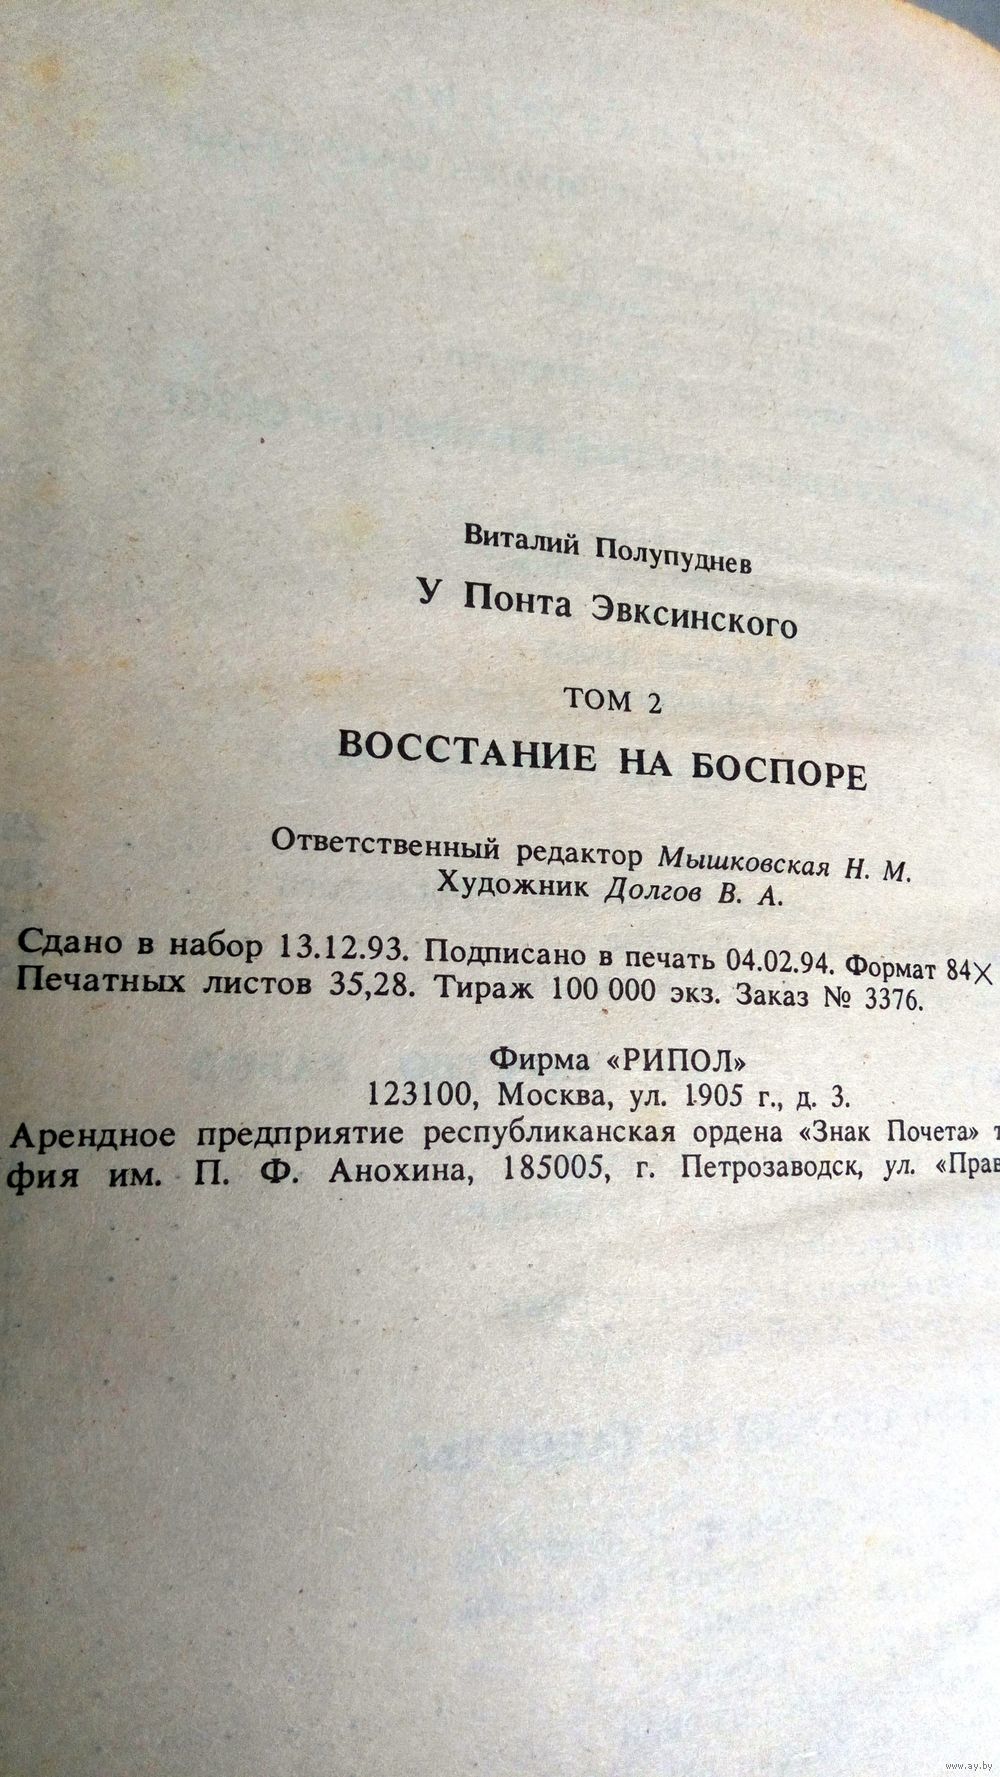 Виталий Полупуднев
У Понта Эвксинского
ТОМ 2
ВОССТАНИЕ НА БОСПОРЕ
Ответственный редактор Мышковская Н. М.
Художник Долгов В. А.
Сдано в набор 13.12.93. Подписано в печать 04.02.94. Формат 84×
Печатных листов 35,28. Тираж 100 000 экз. Заказ № 3376.
Фирма «РИПОЛ»
123100, Москва, ул. 1905 г., д. 3.
Арендное предприятие республиканская ордена «Знак Почета» т
фия им. П. Ф. Анохина, 185005, г. Петрозаводск, ул. «Прав
www.ay.by